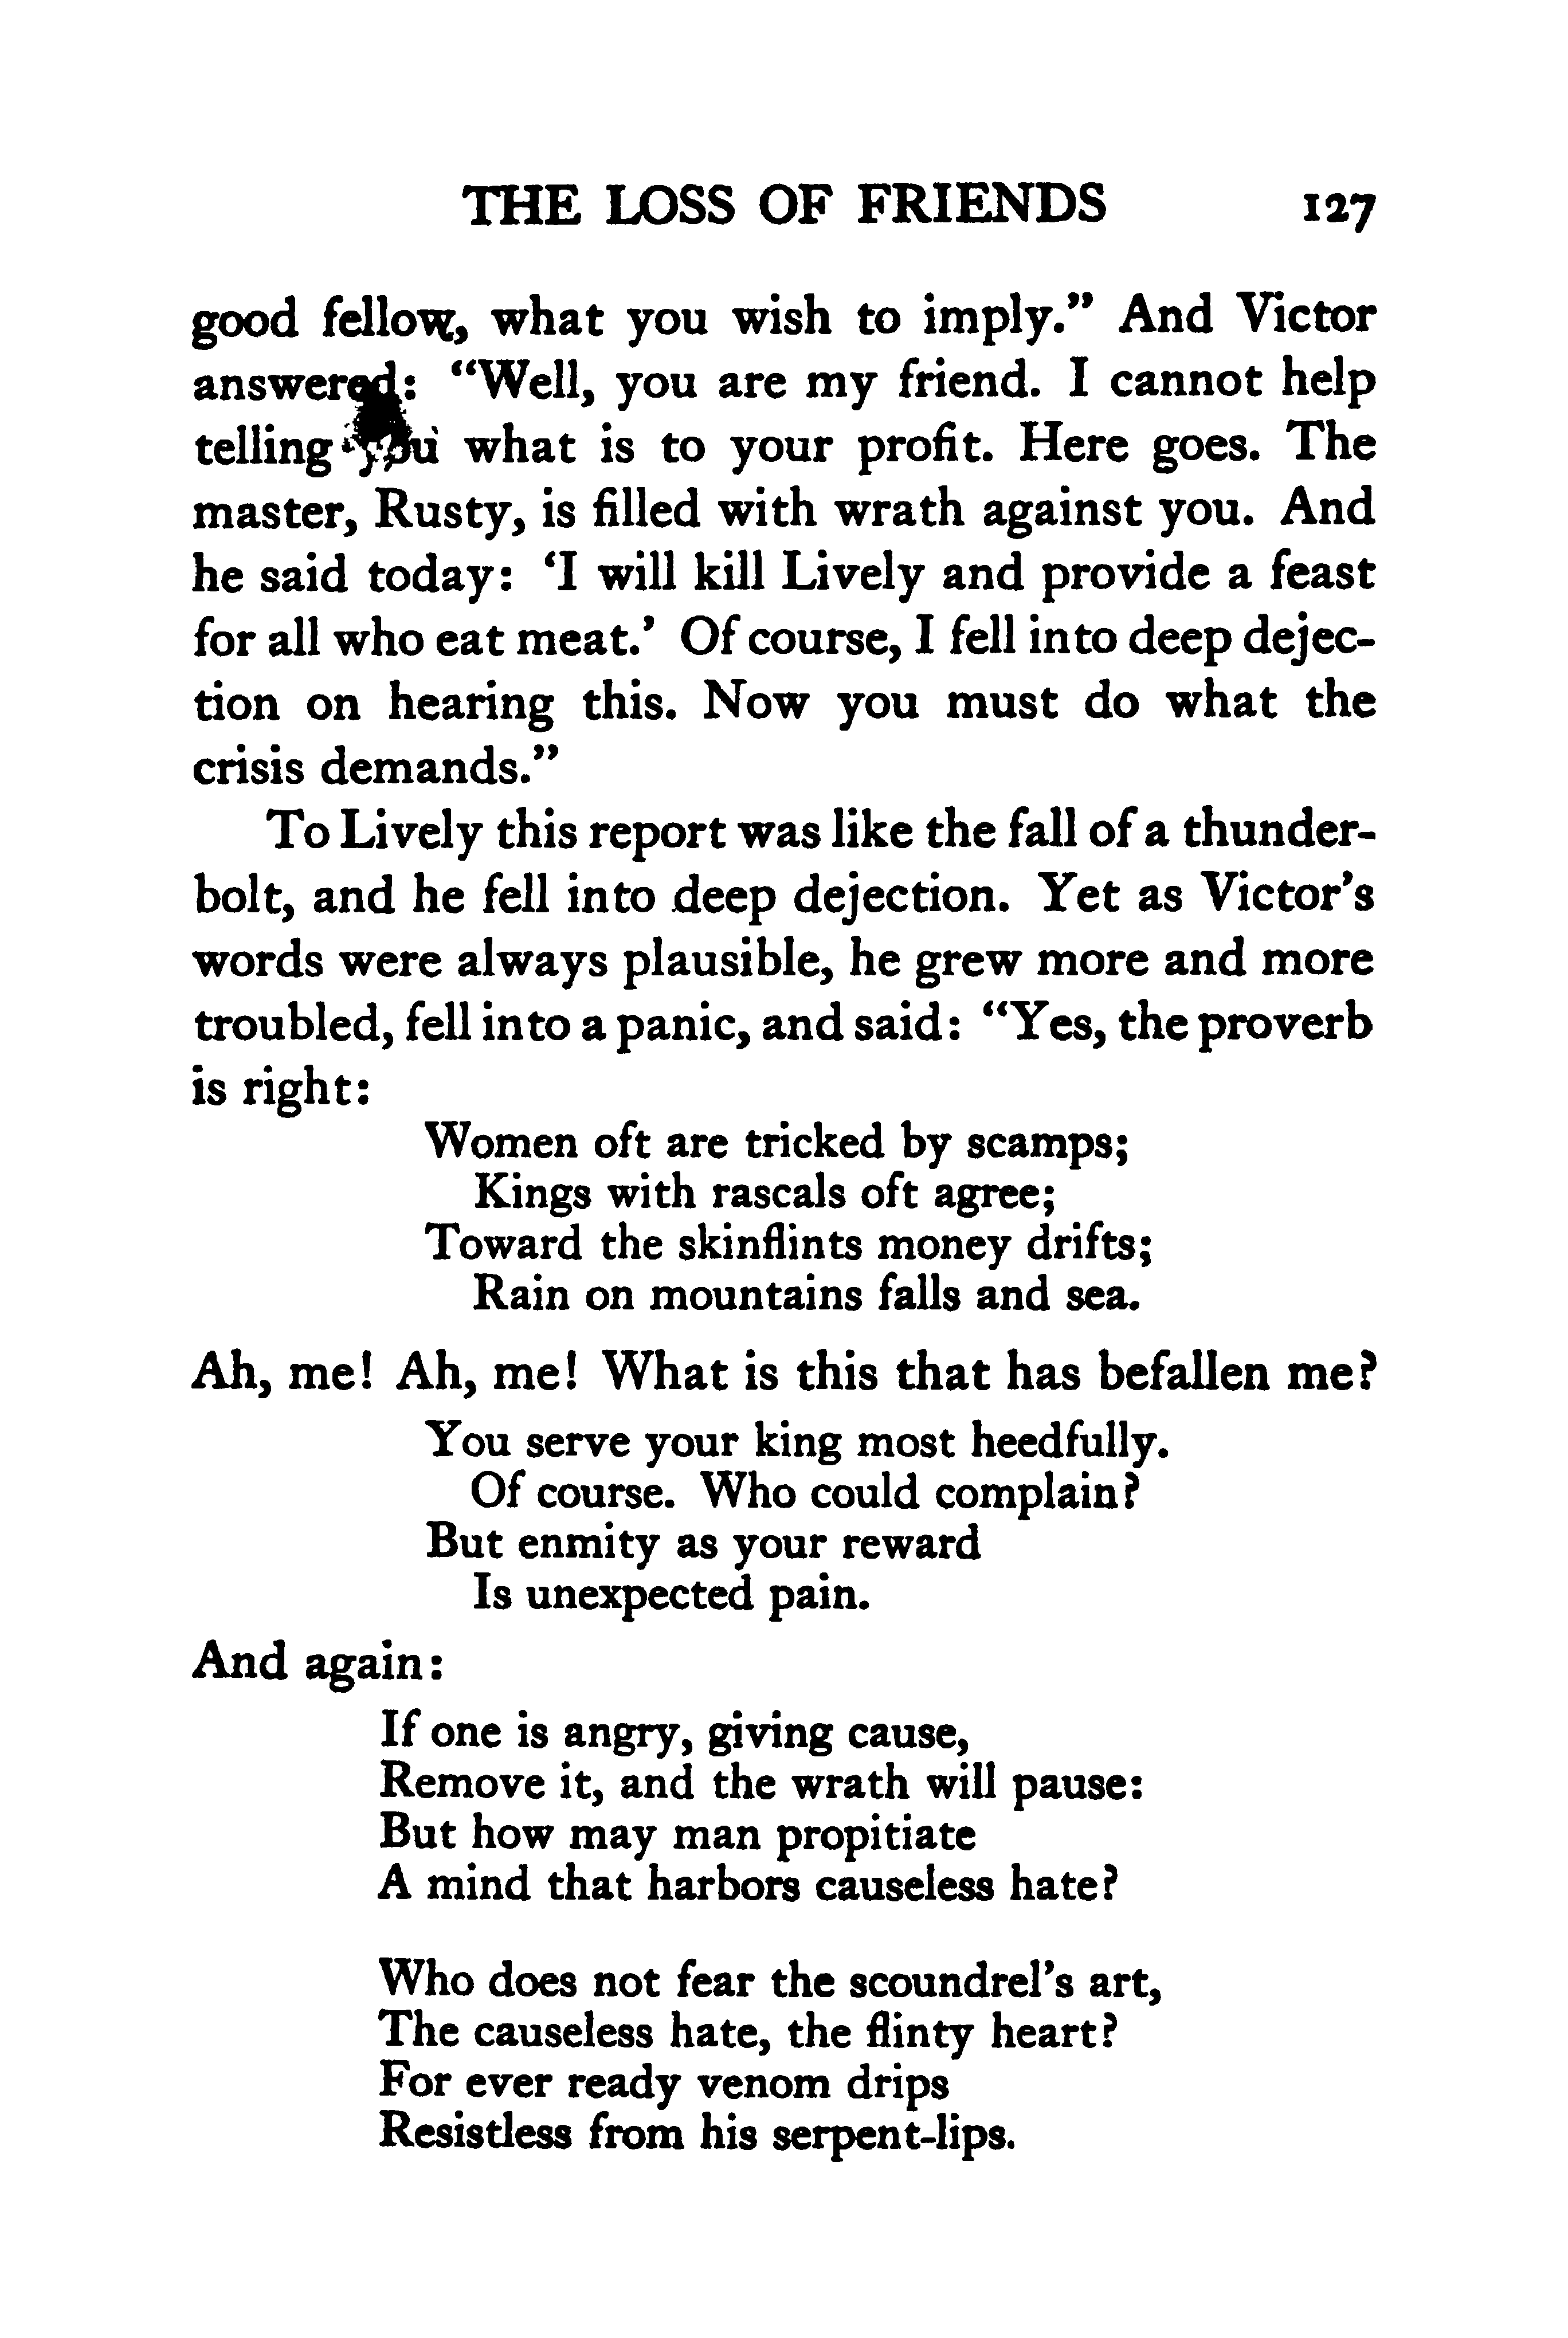 THE LOSS OF FRIENDS 127
good fellow, what you wish to imply.” And Victor
answered: “Well, you are my friend. I cannot help
telling you what is to your profit. Here goes. The
master, Rusty, is filled with wrath against you. And
he said today: ‘I will kill Lively and provide a feast
for all who eat meat.’ Of course, I fell into deep dejec-
tion on hearing this. Now you must do what the
crisis demands.”
To Lively this report was like the fall of a thunder-
bolt, and he fell into deep dejection. Yet as Victor’s
words were always plausible, he grew more and more
troubled, fell into a panic, and said: “Yes, the proverb
is right:
Women oft are tricked by scamps;
Kings with rascals oft agree;
Toward the skinflints money drifts;
Rain on mountains falls and sea.
Ah, me! Ah, me! What is this that has befallen me?
You serve your king most heedfully.
Of course. Who could complain?
But enmity as your reward
Is unexpected pain.
And again:
If one is angry, giving cause,
Remove it, and the wrath will pause:
But how may man propitiate
A mind that harbors causeless hate?
Who does not fear the scoundrel’s art,
The causeless hate, the flinty heart?
For ever ready venom drips
Resistless from his serpent-lips.